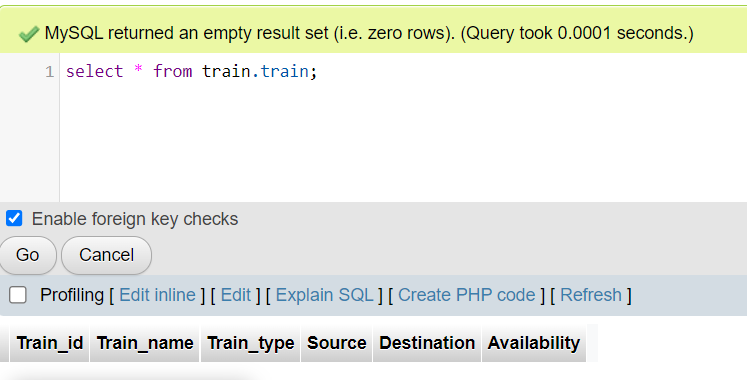 MySQL returned an empty result set (i.e. zero rows). (Query took 0.0001 seconds.)
1 select * from train.train;
Enable foreign key checks
Go Cancel
Profiling [ Edit inline ] [ Edit ] [ Explain SQL ] [ Create PHP code ] [ Refresh ]
Train_id Train_name Train_type Source Destination Availability